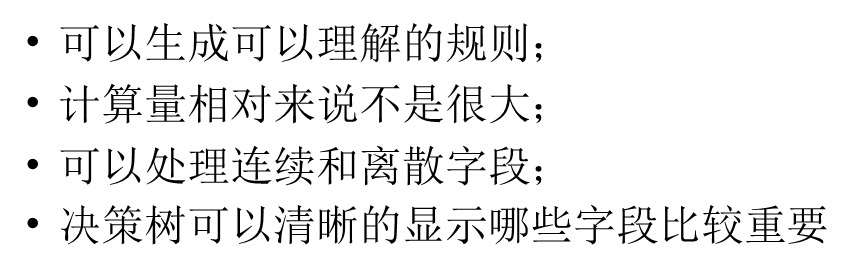 • 可以生成可以理解的规则；
• 计算量相对来说不是很大；
• 可以处理连续和离散字段；
• 决策树可以清晰的显示哪些字段比较重要